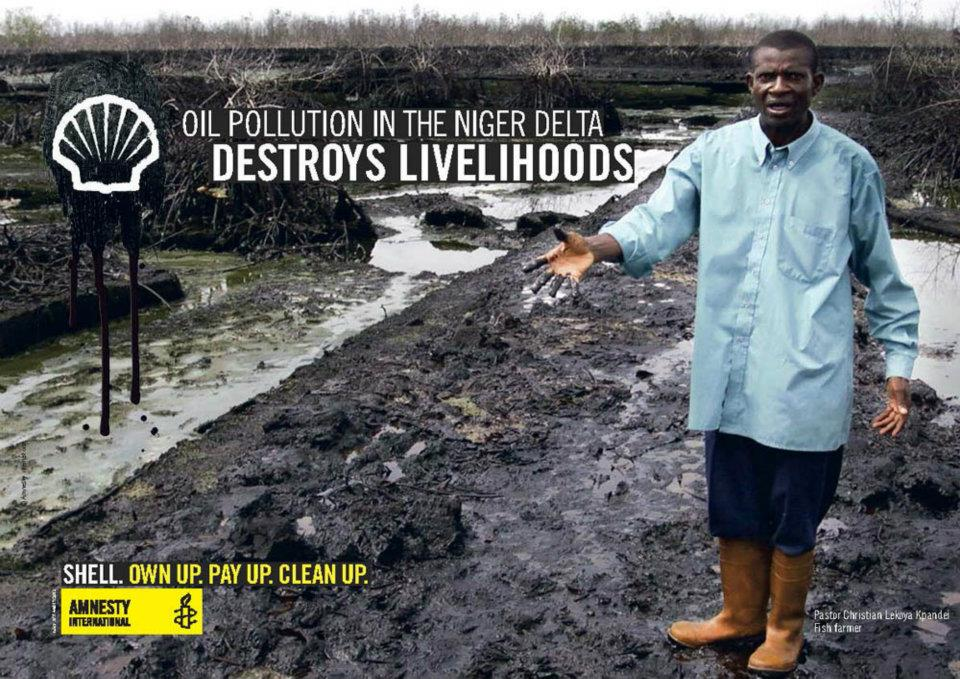 OIL POLLUTION IN THE NIGER DELTA
DESTROYS LIVELIHOODS
SHELL. OWN UP. PAY UP. CLEAN UP.
AMNESTY
INTERNATIONAL
Pastor Christian Lekoya Kpandei
Fish farmer